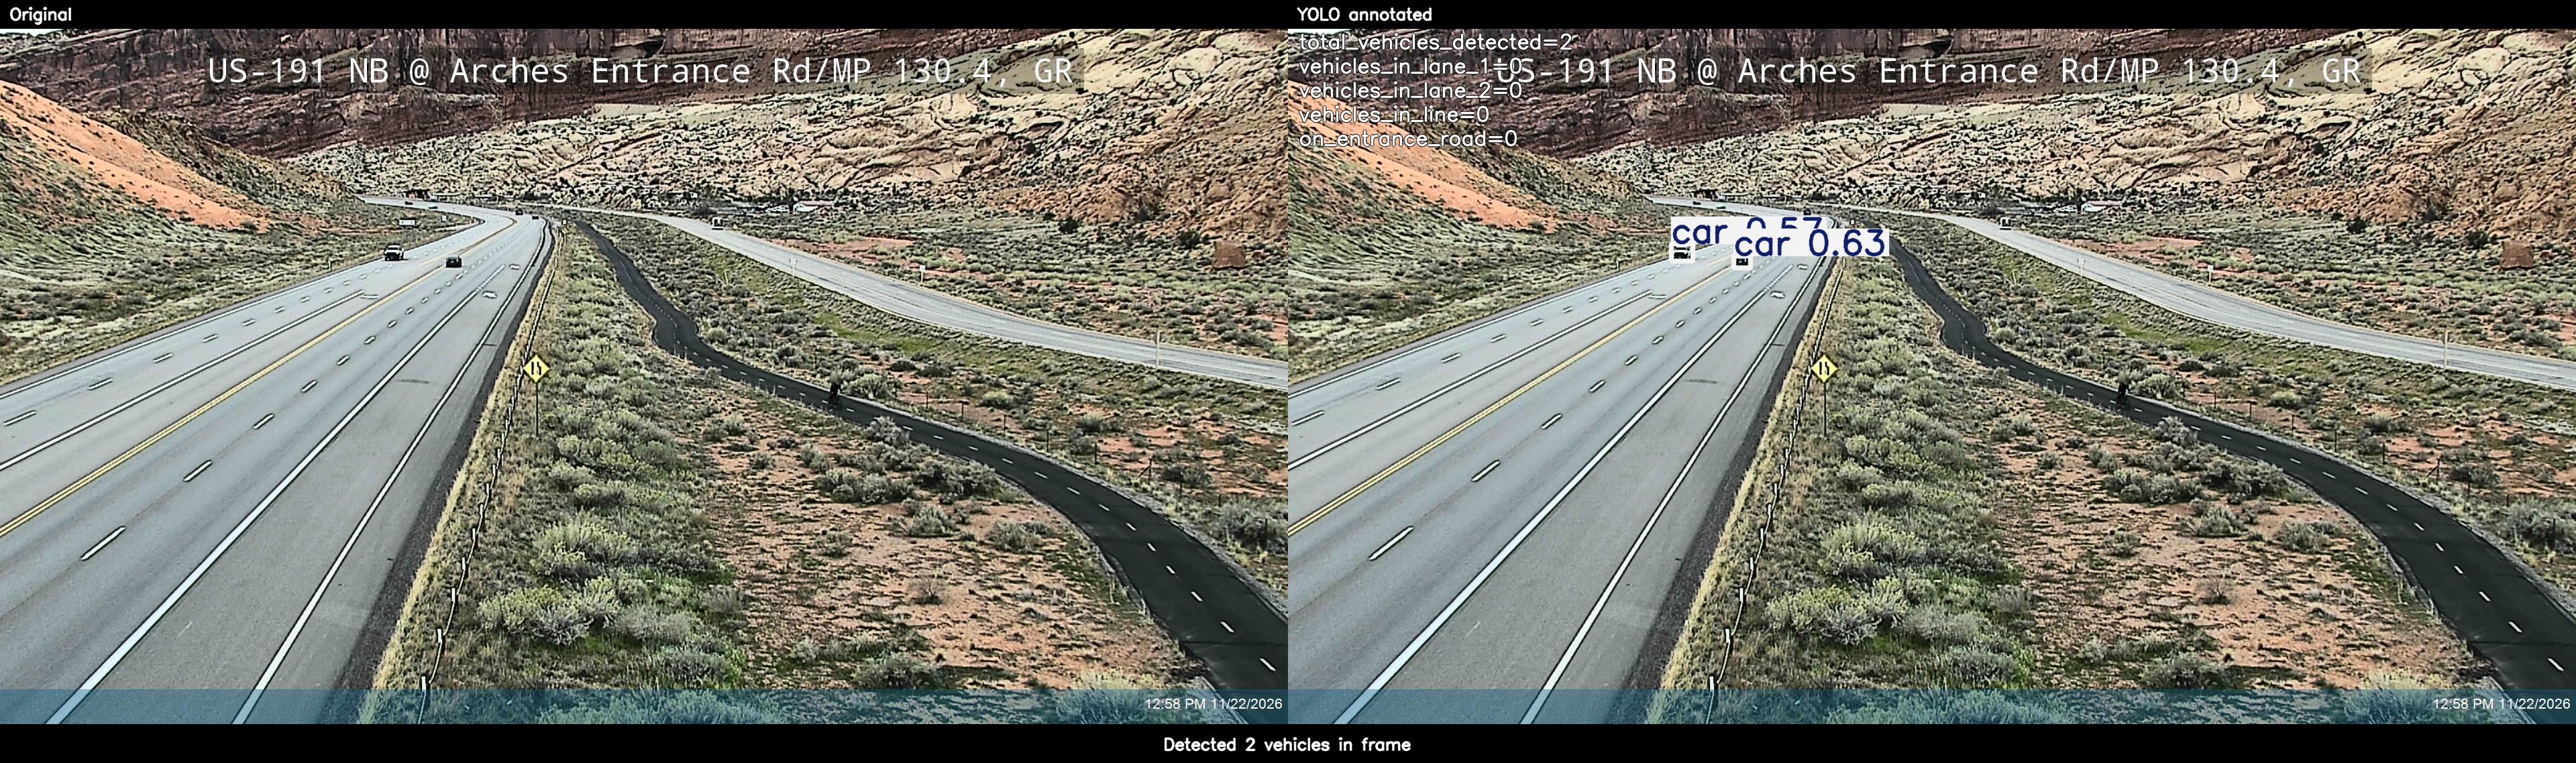 Original
US-191 NB @ Arches Entrance Rd/MP 130.4, GR
12:58 PM 11/22/2026
YOLO annotated
total_vehicles_detected=2
vehicles_in_lane_1=0
US-191 NB @ Arches Entrance Rd/MP 130.4, GR
vehicles_in_lane_2=0
vehicles_in_line=0
on_entrance_road=0
car 0.57
car 0.63
12:58 PM 11/22/2026
Detected 2 vehicles in frame